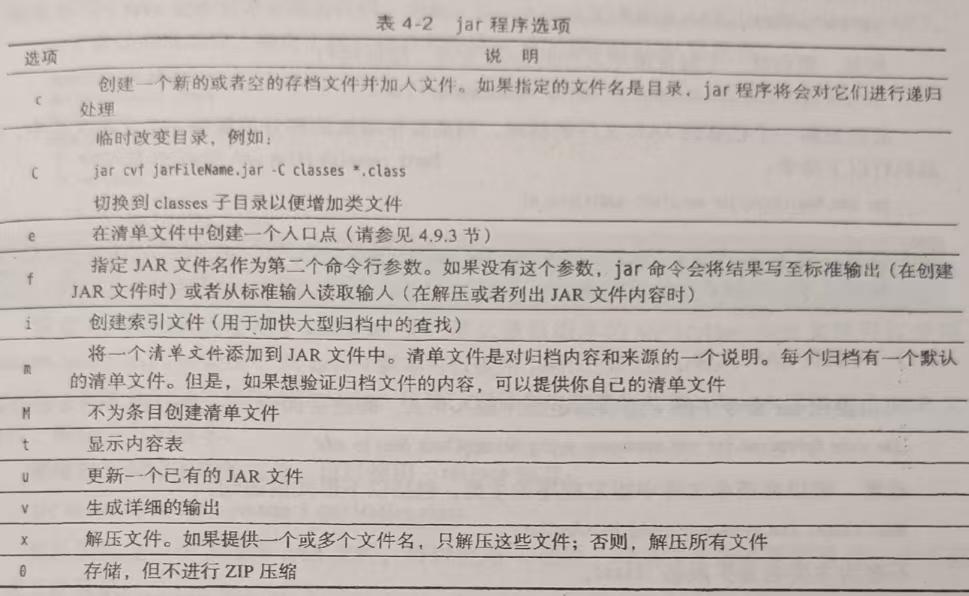 表 4-2 jar 程序选项
选项 说 明
c 创建一个新的或者空的存档文件并加入文件。如果指定的文件名是目录，jar 程序将会对它们进行递归
处理
临时改变目录，例如：
C jar cvf jarFileName.jar -C classes *.class
切换到 classes 子目录以便增加类文件
e 在清单文件中创建一个入口点（请参见 4.9.3 节）
f 指定 JAR 文件名作为第二个命令行参数。如果没有这个参数，jar 命令会将结果写至标准输出（在创建
JAR 文件时）或者从标准输入读取输入（在解压或者列出 JAR 文件内容时）
i 创建索引文件（用于加快大型归档中的查找）
m 将一个清单文件添加到 JAR 文件中。清单文件是对归档内容和来源的一个说明。每个归档有一个默认
的清单文件。但是，如果想验证归档文件的内容，可以提供你自己的清单文件
M 不为条目创建清单文件
t 显示内容表
u 更新一个已有的 JAR 文件
v 生成详细的输出
x 解压文件。如果提供一个或多个文件名，只解压这些文件；否则，解压所有文件
0 存储，但不进行 ZIP 压缩